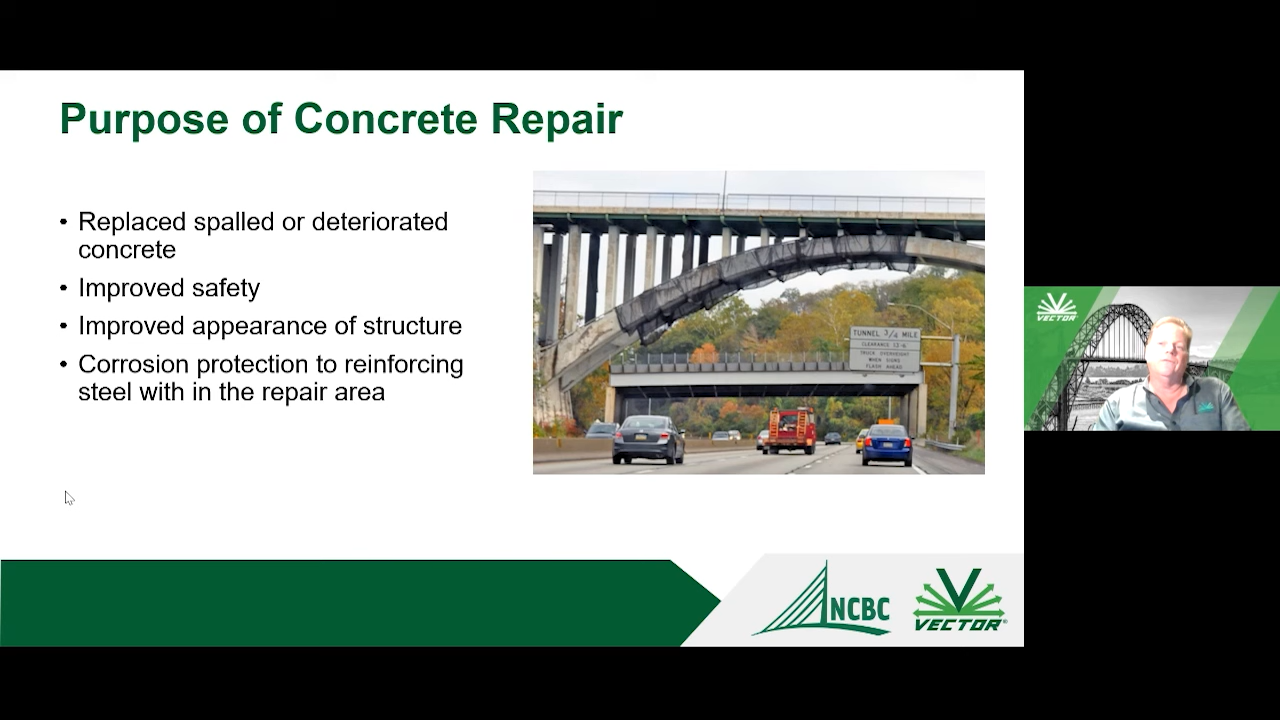 Purpose of Concrete Repair
• Replaced spalled or deteriorated
concrete
• Improved safety
• Improved appearance of structure
• Corrosion protection to reinforcing
steel with in the repair area
TUNNEL 3/4 MILE
CLEARANCE 13-6
TRUCK OVERHEIGHT
WHEN SIGNS
FLASH AHEAD
VECTOR
NCBC
VECTOR®